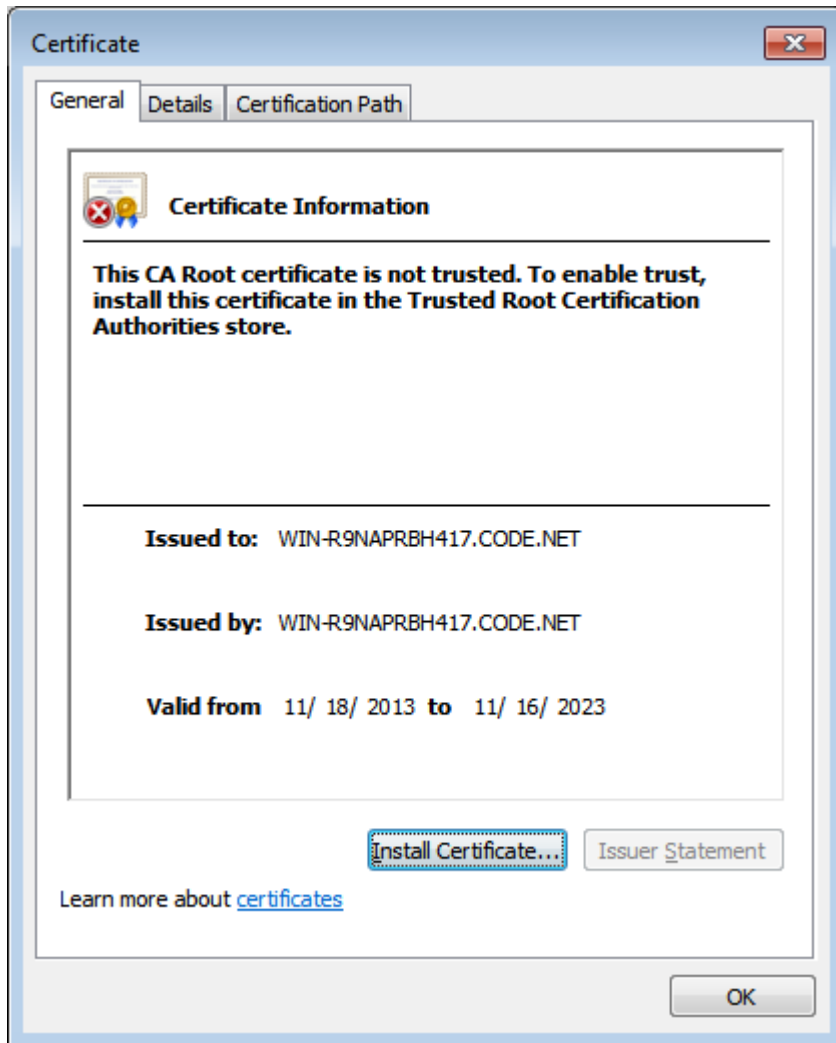 Certificate
General Details Certification Path
Certificate Information
This CA Root certificate is not trusted. To enable trust,
install this certificate in the Trusted Root Certification
Authorities store.
Issued to: WIN-R9NAPRBH417.CODE.NET
Issued by: WIN-R9NAPRBH417.CODE.NET
Valid from 11/ 18/ 2013 to 11/ 16/ 2023
Install Certificate... Issuer Statement
Learn more about certificates
OK